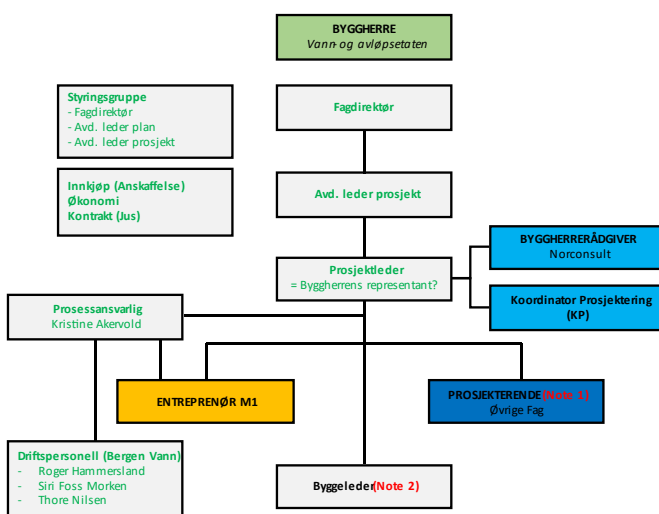 BYGGHERRE
Vann- og avløpsetaten
Styringsgruppe
- Fagdirektør
- Avd. leder plan
- Avd. leder prosjekt
Fagdirektør
Innkjøp (Anskaffelse)
Økonomi
Kontrakt (Jus)
Avd. leder prosjekt
BYGGHERRERÅDGIVER
Norconsult
Prosjektleder
= Byggherrens representant?
Koordinator Prosjektering
(KP)
Prosessansvarlig
Kristine Akervold
ENTREPRENØR M1
PROSJEKTERENDE(Note 1)
Øvrige Fag
Driftspersonell (Bergen Vann)
- Roger Hammersland
- Siri Foss Morken
- Thore Nilsen
Byggeleder(Note 2)